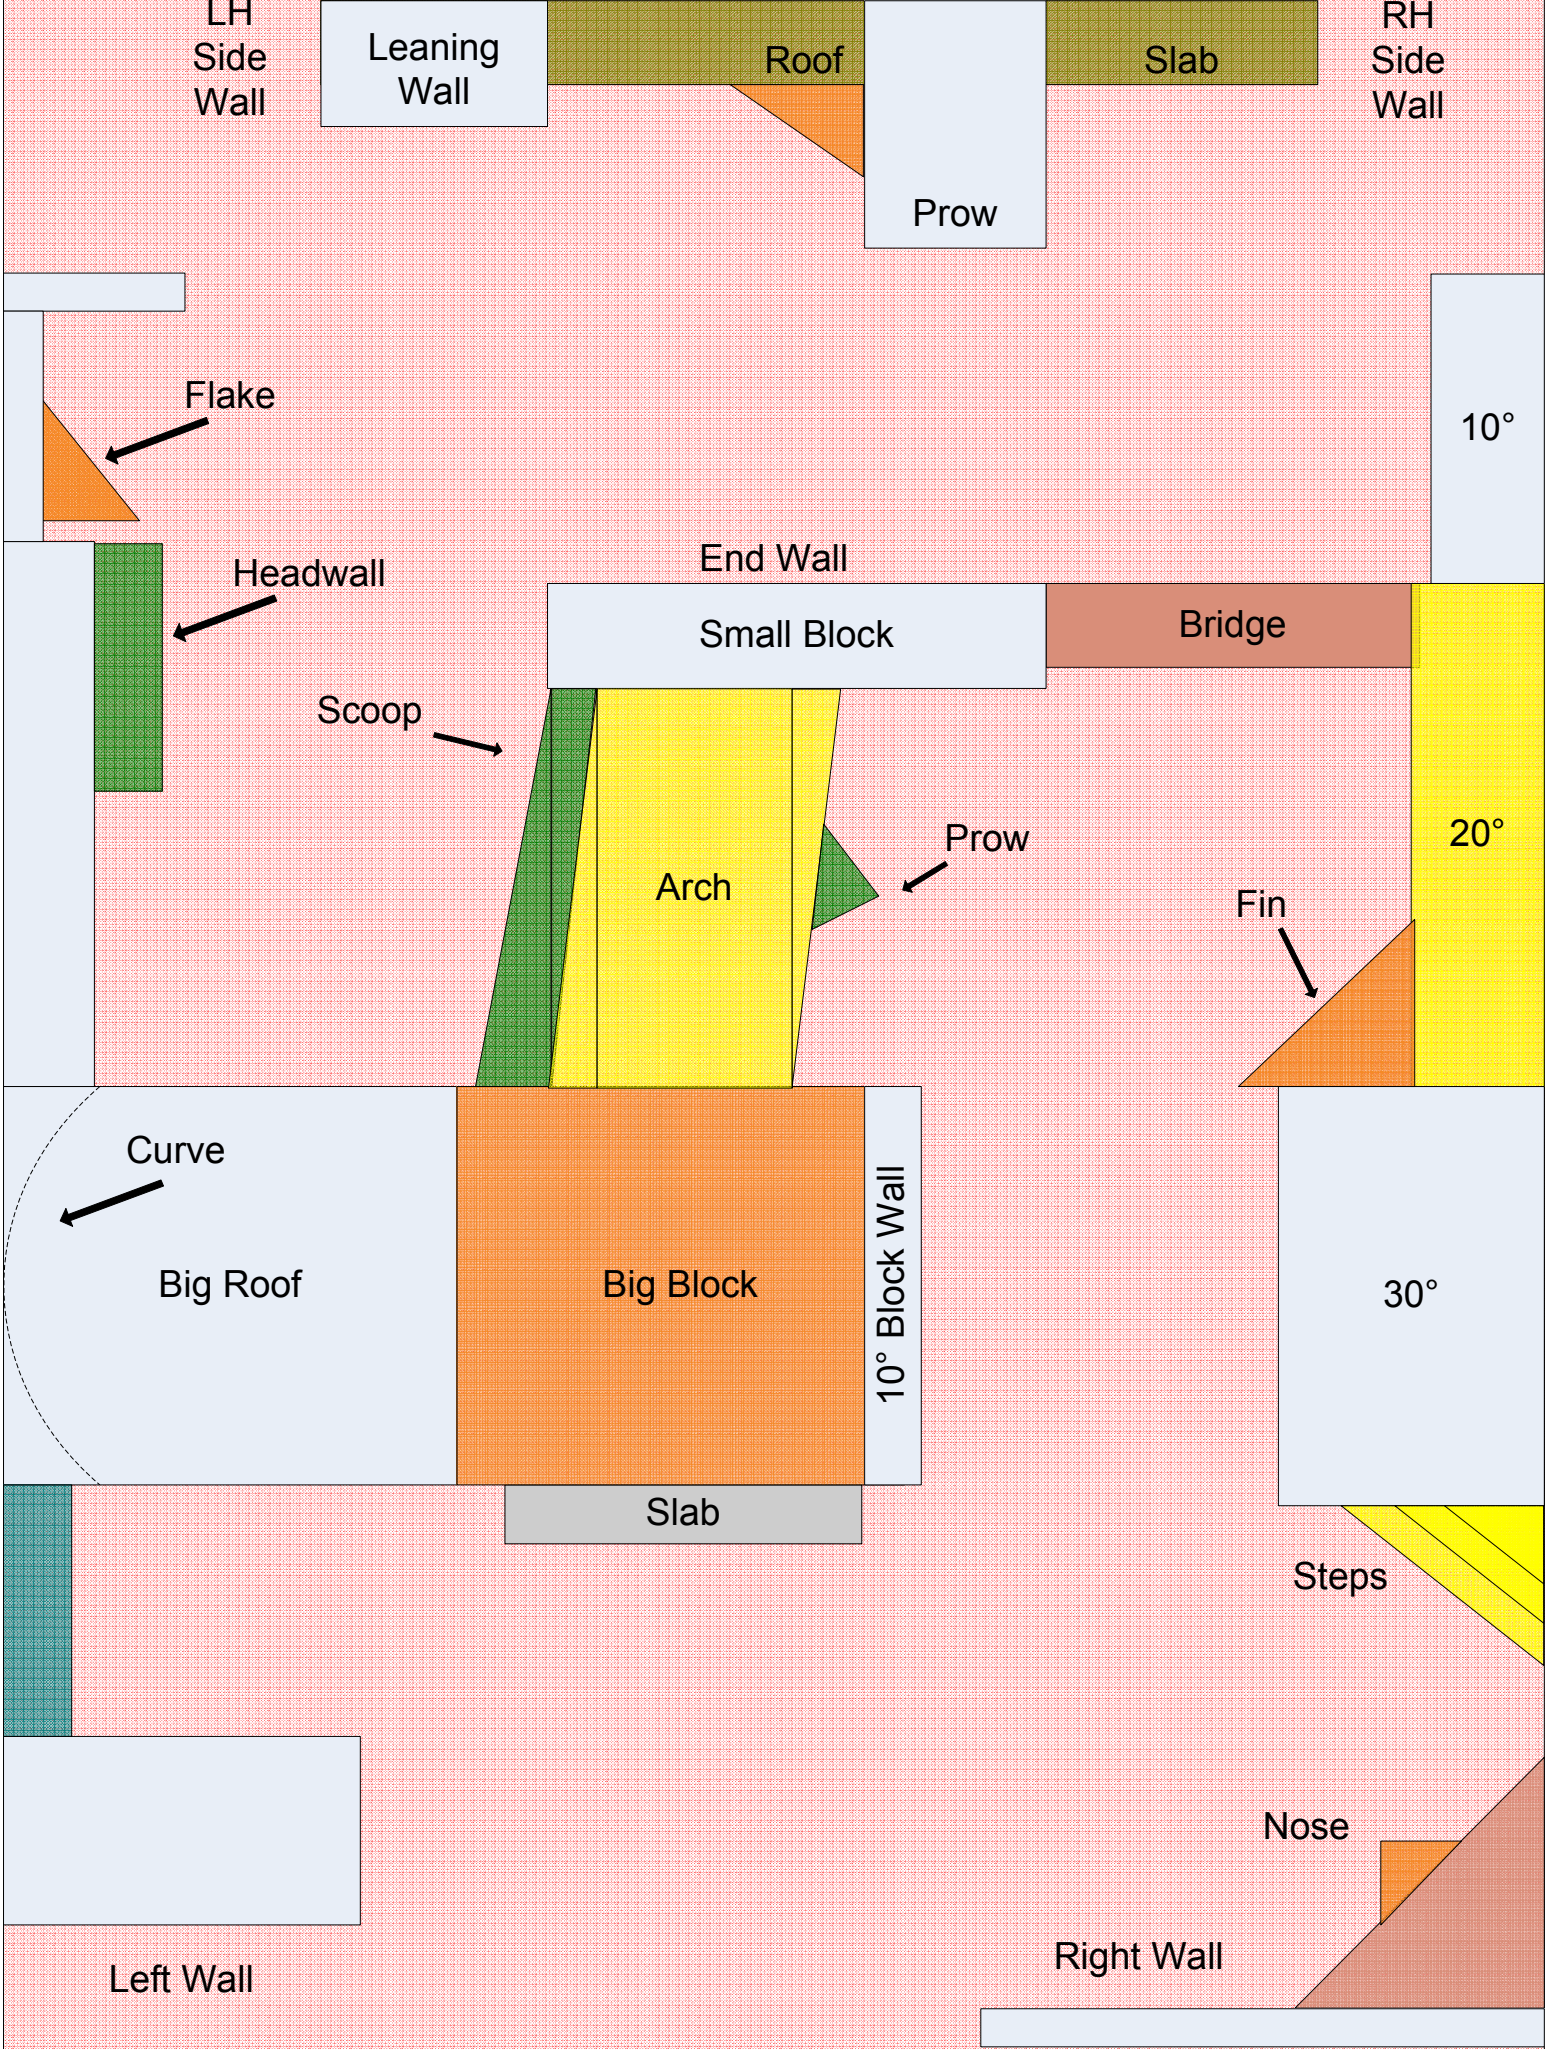 LH
Side
Wall
Leaning
Wall
Roof
Slab
RH
Side
Wall
Prow
Flake
10°
Headwall
End Wall
Small Block
Bridge
Scoop
Prow
20°
Arch
Fin
Curve
Big Roof
Big Block
10° Block Wall
30°
Slab
Steps
Nose
Right Wall
Left Wall